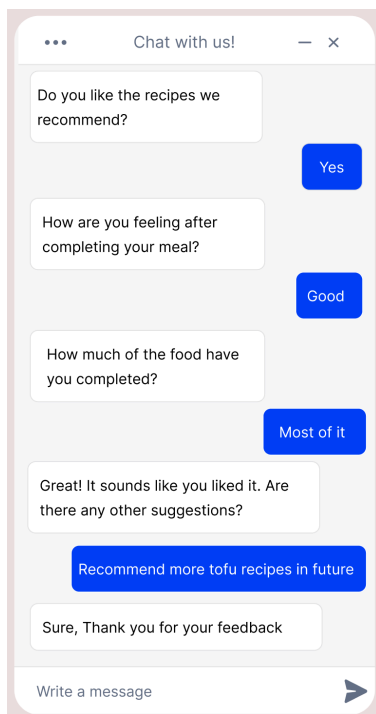 Chat with us!
Do you like the recipes we
recommend?
Yes
How are you feeling after
completing your meal?
Good
How much of the food have
you completed?
Most of it
Great! It sounds like you liked it. Are
there any other suggestions?
Recommend more tofu recipes in future
Sure, Thank you for your feedback
Write a message